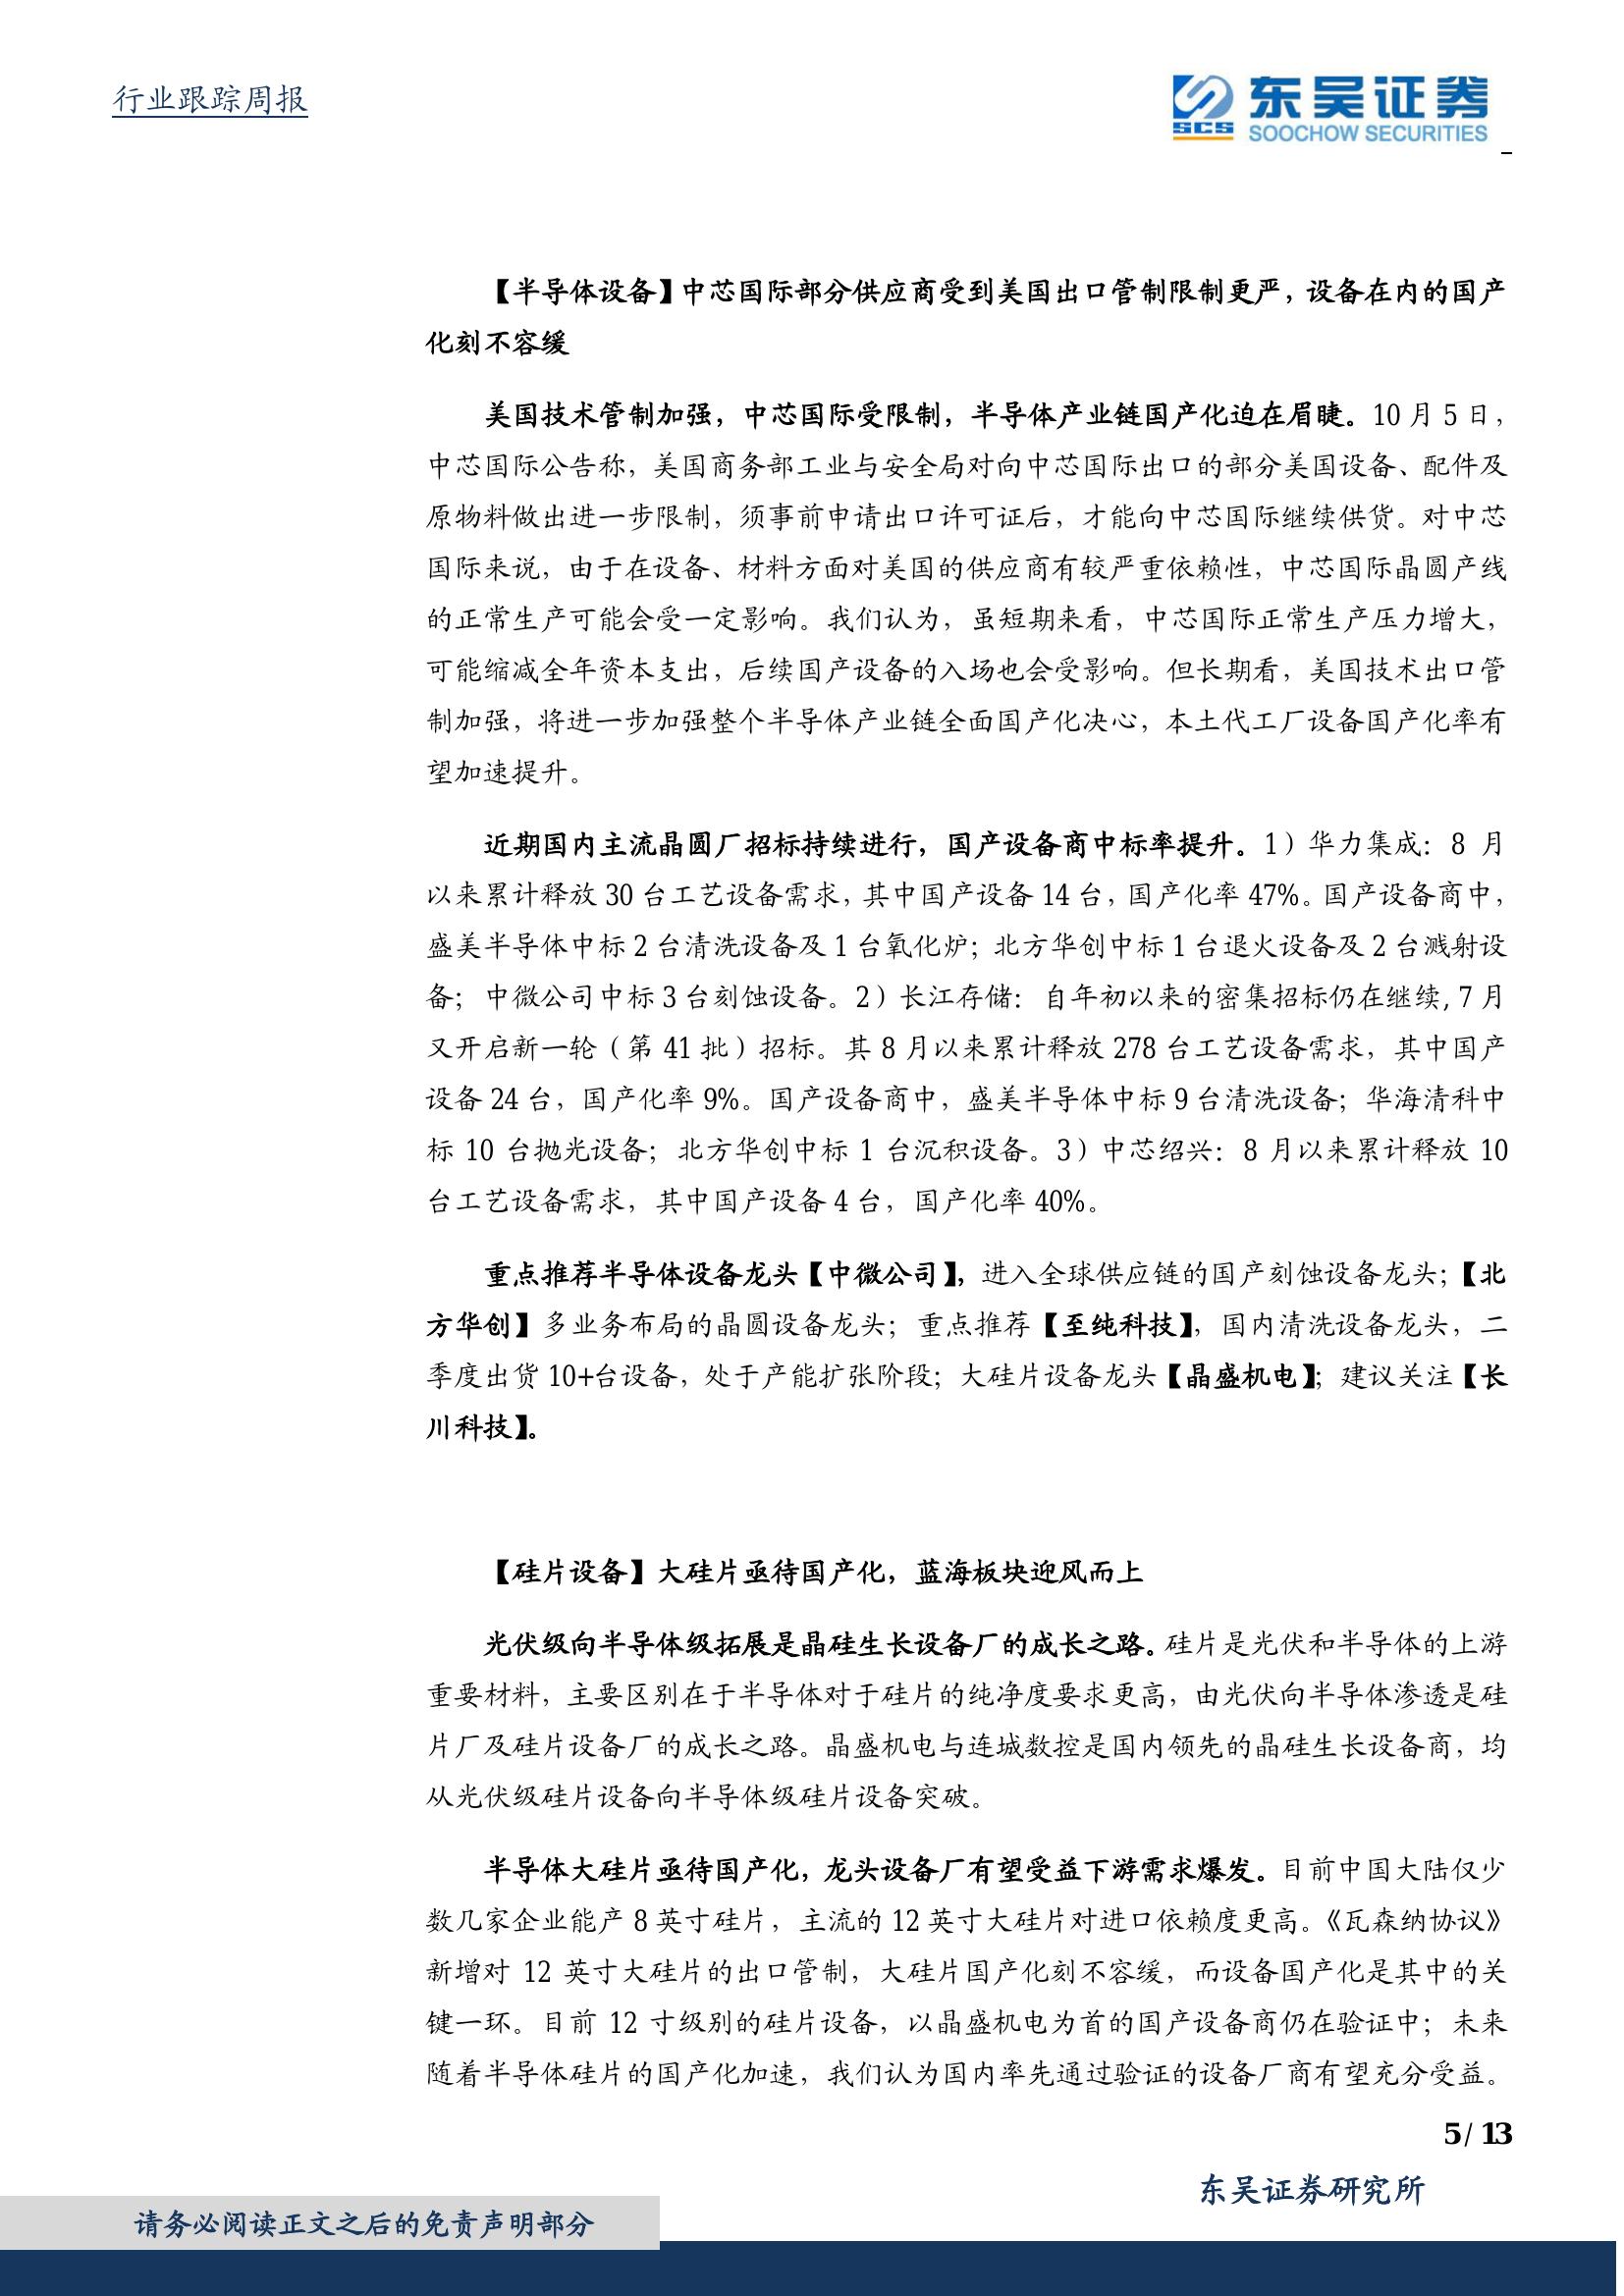 行业跟踪周报
东吴证券
SCS
SOOCHOW SECURITIES
【半导体设备】中芯国际部分供应商受到美国出口管制限制更严，设备在内的国产
化刻不容缓
美国技术管制加强，中芯国际受限制，半导体产业链国产化迫在眉睫。10 月 5 日，
中芯国际公告称，美国商务部工业与安全局对向中芯国际出口的部分美国设备、配件及
原物料做出进一步限制，须事前申请出口许可证后，才能向中芯国际继续供货。对中芯
国际来说，由于在设备、材料方面对美国的供应商有较严重依赖性，中芯国际晶圆产线
的正常生产可能会受一定影响。我们认为，虽短期来看，中芯国际正常生产压力增大，
可能缩减全年资本支出，后续国产设备的入场也会受影响。但长期看，美国技术出口管
制加强，将进一步加强整个半导体产业链全面国产化决心，本土代工厂设备国产化率有
望加速提升。
近期国内主流晶圆厂招标持续进行，国产设备商中标率提升。1）华力集成：8 月
以来累计释放 30 台工艺设备需求，其中国产设备 14 台，国产化率 47%。国产设备商中，
盛美半导体中标 2 台清洗设备及 1 台氧化炉；北方华创中标 1 台退火设备及 2 台溅射设
备；中微公司中标 3 台刻蚀设备。2）长江存储：自年初以来的密集招标仍在继续, 7 月
又开启新一轮（第 41 批）招标。其 8 月以来累计释放 278 台工艺设备需求，其中国产
设备 24 台，国产化率 9%。国产设备商中，盛美半导体中标 9 台清洗设备；华海清科中
标 10 台抛光设备；北方华创中标 1 台沉积设备。3）中芯绍兴：8 月以来累计释放 10
台工艺设备需求，其中国产设备 4 台，国产化率 40%。
重点推荐半导体设备龙头【中微公司】，进入全球供应链的国产刻蚀设备龙头；【北
方华创】多业务布局的晶圆设备龙头；重点推荐【至纯科技】，国内清洗设备龙头，二
季度出货 10+台设备，处于产能扩张阶段；大硅片设备龙头【晶盛机电】；建议关注【长
川科技】。
【硅片设备】大硅片亟待国产化，蓝海板块迎风而上
光伏级向半导体级拓展是晶硅生长设备厂的成长之路。硅片是光伏和半导体的上游
重要材料，主要区别在于半导体对于硅片的纯净度要求更高，由光伏向半导体渗透是硅
片厂及硅片设备厂的成长之路。晶盛机电与连城数控是国内领先的晶硅生长设备商，均
从光伏级硅片设备向半导体级硅片设备突破。
半导体大硅片亟待国产化，龙头设备厂有望受益下游需求爆发。目前中国大陆仅少
数几家企业能产 8 英寸硅片，主流的 12 英寸大硅片对进口依赖度更高。《瓦森纳协议》
新增对 12 英寸大硅片的出口管制，大硅片国产化刻不容缓，而设备国产化是其中的关
键一环。目前 12 寸级别的硅片设备，以晶盛机电为首的国产设备商仍在验证中；未来
随着半导体硅片的国产化加速，我们认为国内率先通过验证的设备厂商有望充分受益。
5 / 13
东吴证券研究所
请务必阅读正文之后的免责声明部分